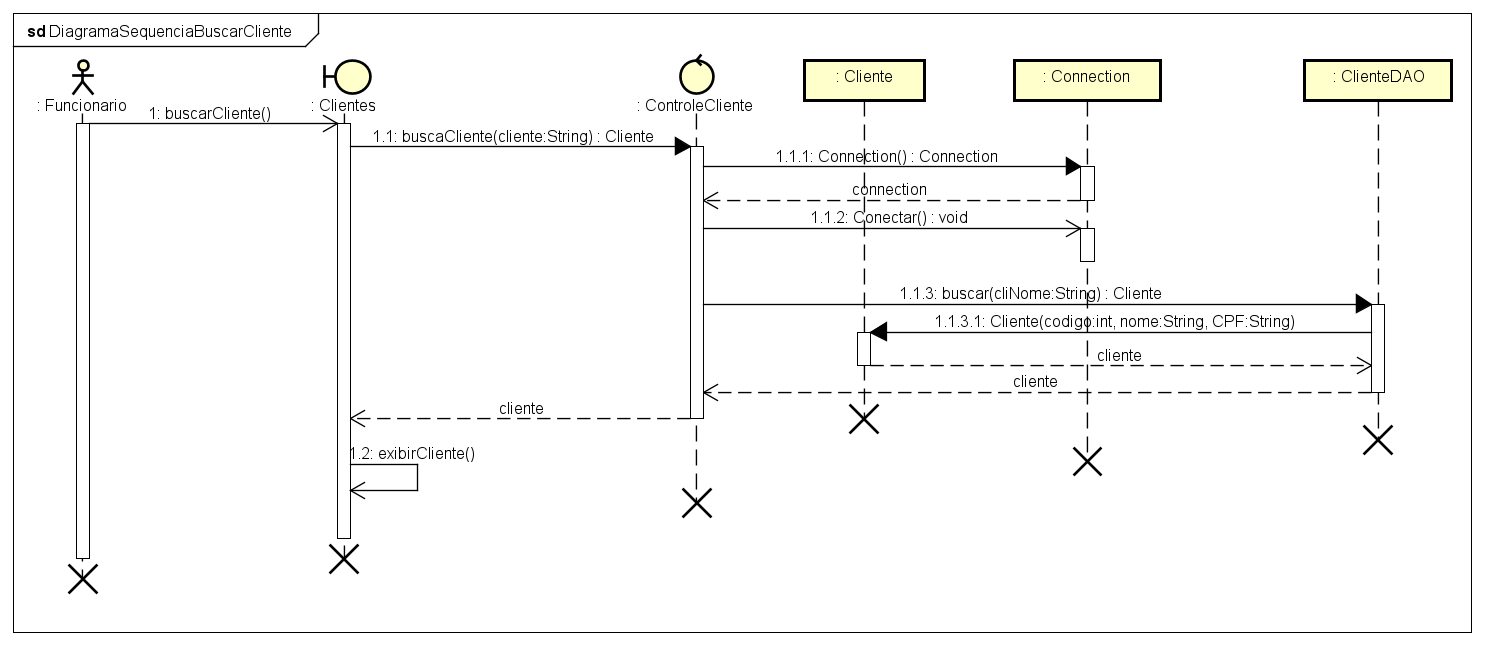 sd DiagramaSequenciaBuscarCliente
: Funcionario
: Clientes
: ControleCliente
: Cliente
: Connection
: ClienteDAO
1: buscarCliente()
1.1: buscaCliente(cliente:String) : Cliente
1.1.1: Connection() : Connection
connection
1.1.2: Conectar() : void
1.1.3: buscar(cliNome:String) : Cliente
1.1.3.1: Cliente(codigo:int, nome:String, CPF:String)
cliente
cliente
cliente
1.2: exibirCliente()